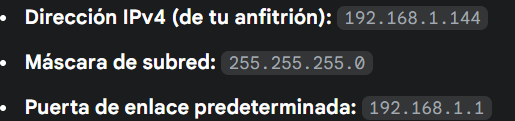 • Dirección IPv4 (de tu anfitrión): 192.168.1.144
• Máscara de subred: 255.255.255.0
• Puerta de enlace predeterminada: 192.168.1.1